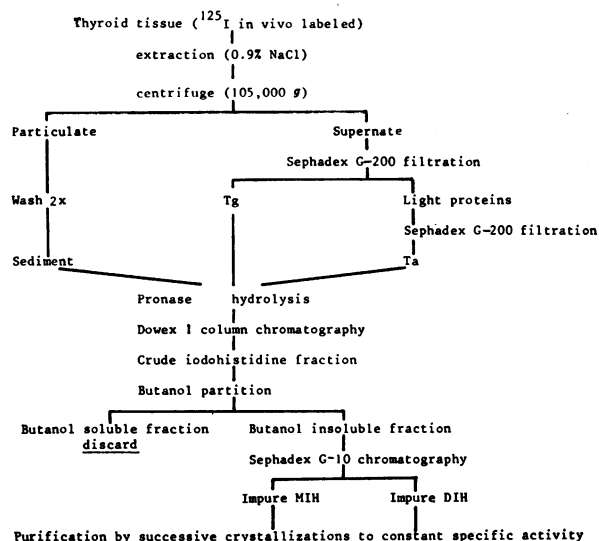 Thyroid tissue (125I in vivo labeled)
extraction (0.9% NaCl)
centrifuge (105,000 g)
Particulate Supernate
Sephadex G-200 filtration
Wash 2x Tg Light proteins
Sephadex G-200 filtration
Sediment Ta
Pronase hydrolysis
Dowex 1 column chromatography
Crude iodohistidine fraction
Butanol partition
Butanol soluble fraction Butanol insoluble fraction
discard
Sephadex G-10 chromatography
Impure MIH Impure DIH
Purification by successive crystallizations to constant specific activity